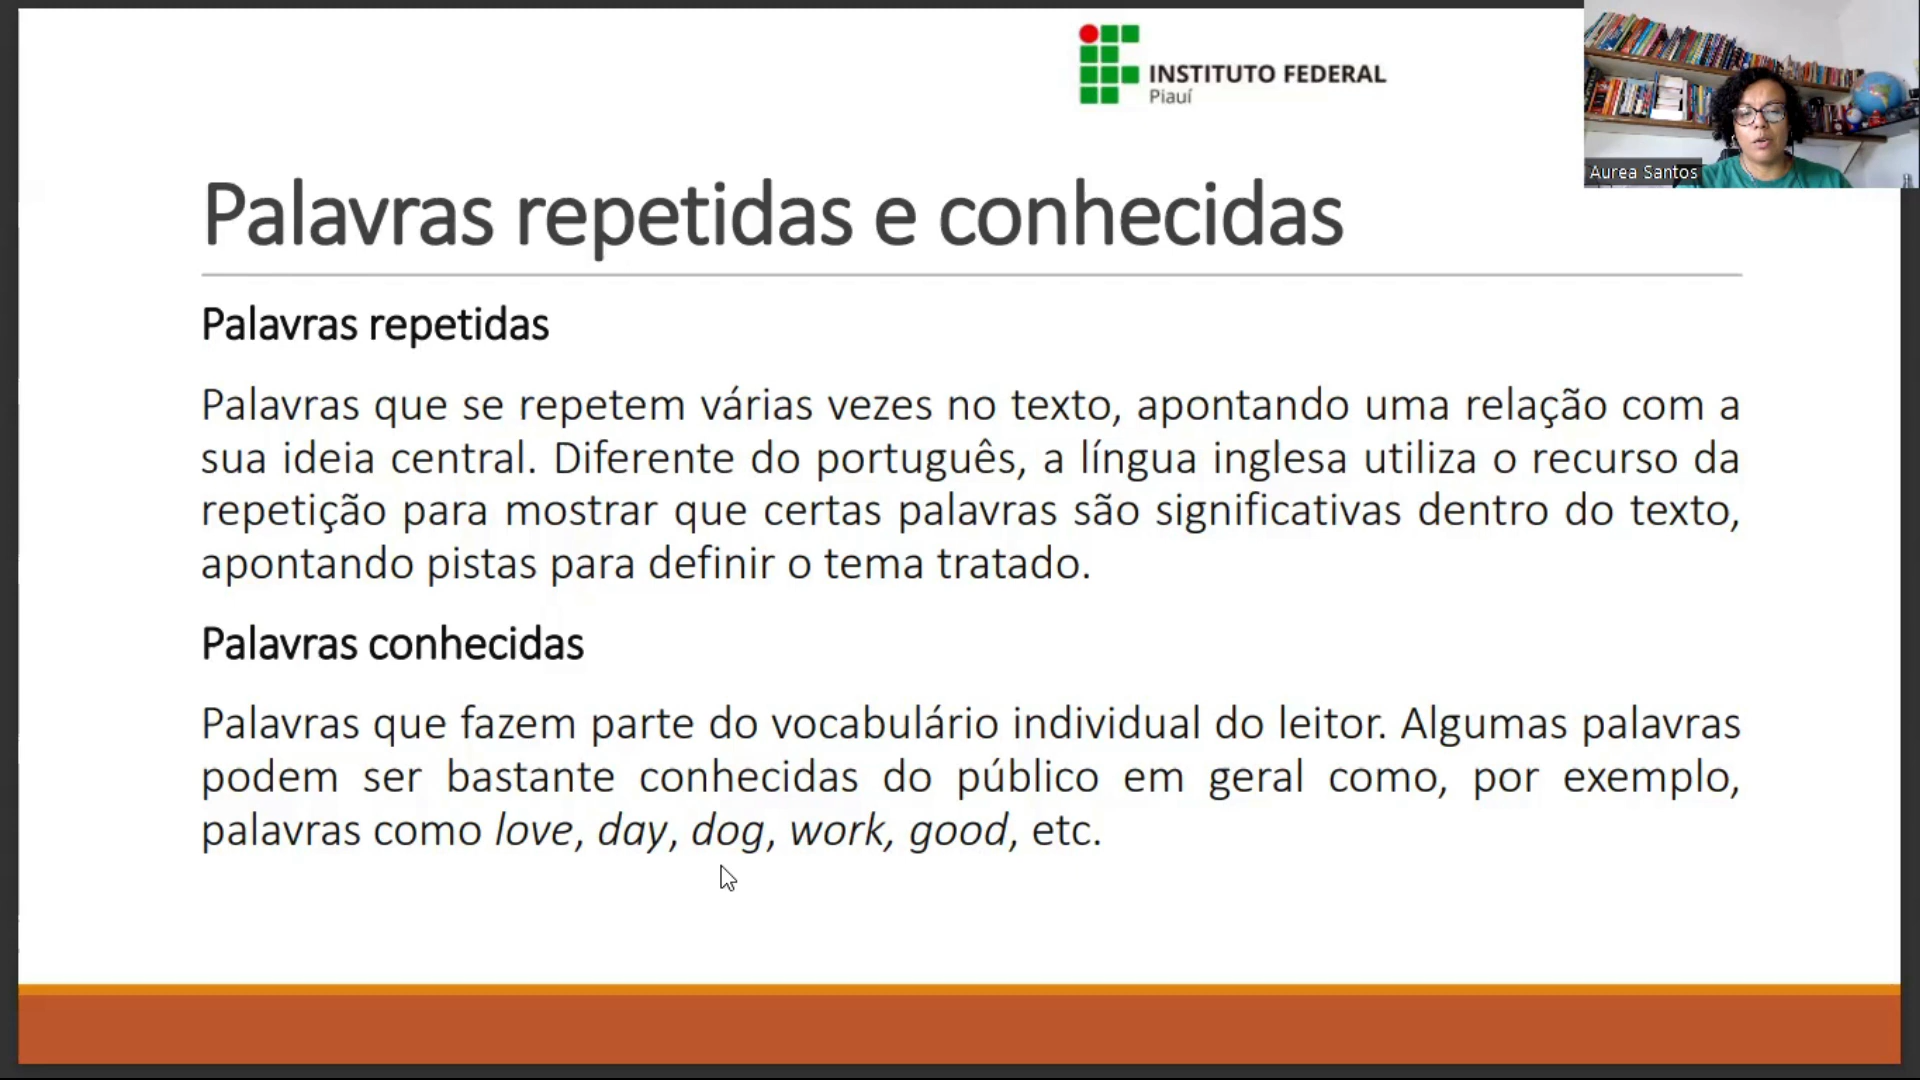 INSTITUTO FEDERAL
Piauí
Aurea Santos
Palavras repetidas e conhecidas
Palavras repetidas
Palavras que se repetem várias vezes no texto, apontando uma relação com a
sua ideia central. Diferente do português, a língua inglesa utiliza o recurso da
repetição para mostrar que certas palavras são significativas dentro do texto,
apontando pistas para definir o tema tratado.
Palavras conhecidas
Palavras que fazem parte do vocabulário individual do leitor. Algumas palavras
podem ser bastante conhecidas do público em geral como, por exemplo,
palavras como love, day, dog, work, good, etc.